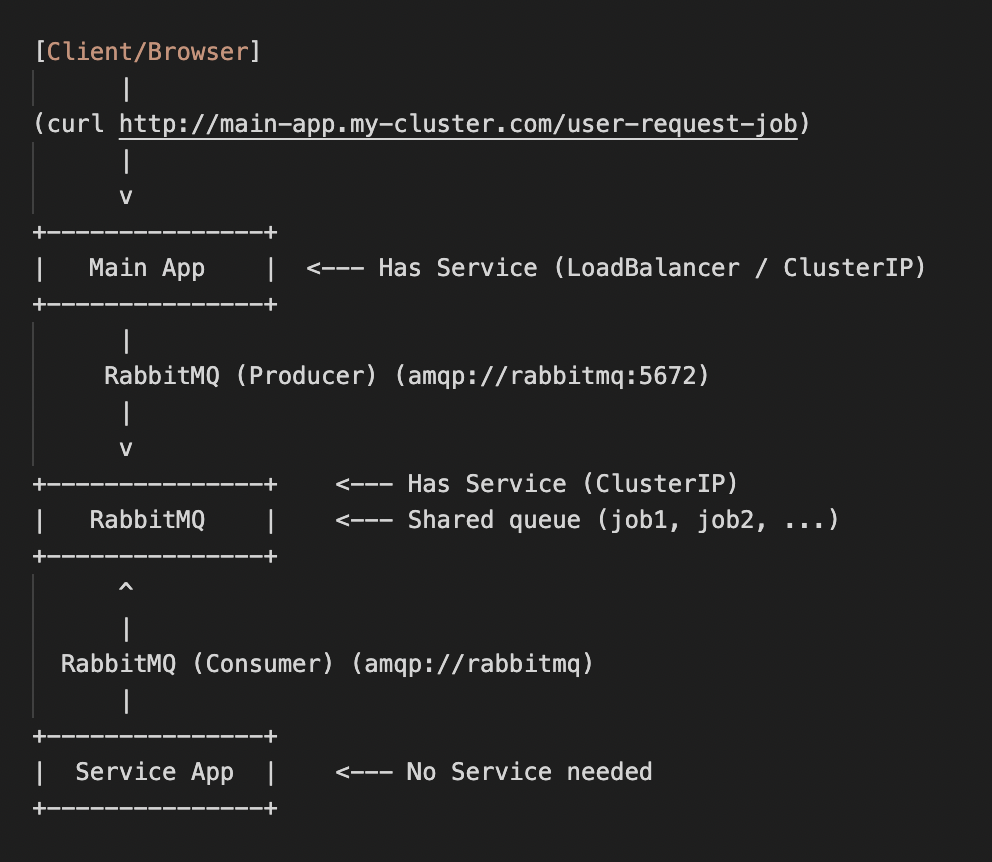 [Client/Browser]
|
(curl http://main-app.my-cluster.com/user-request-job)
|
v
+---------------+
|   Main App    |  <--- Has Service (LoadBalancer / ClusterIP)
+---------------+
|
RabbitMQ (Producer) (amqp://rabbitmq:5672)
|
v
+---------------+    <--- Has Service (ClusterIP)
|   RabbitMQ    |    <--- Shared queue (job1, job2, ...)
+---------------+
^
|
RabbitMQ (Consumer) (amqp://rabbitmq)
|
+---------------+
|  Service App  |    <--- No Service needed
+---------------+